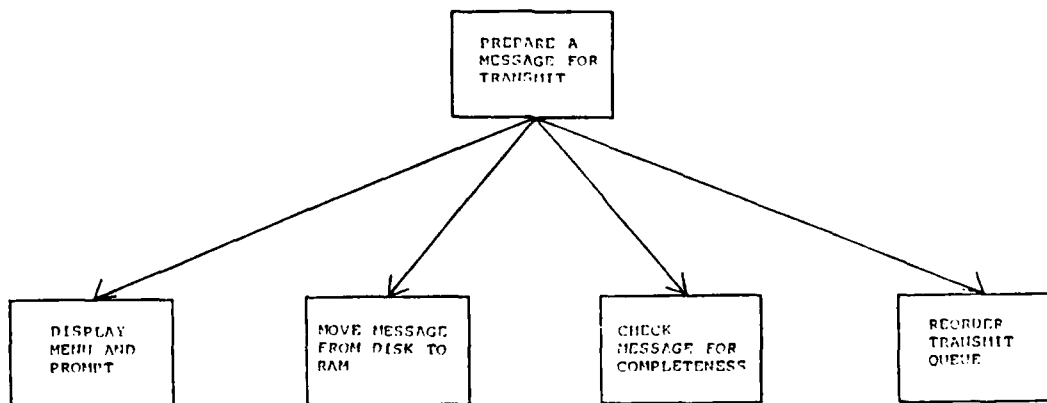 PREPARE A
MESSAGE FOR
TRANSMIT
DISPLAY
MENU AND
PROMPT
MOVE MESSAGE
FROM DISK TO
RAM
CHECK
MESSAGE FOR
COMPLETENESS
REORDER
TRANSMIT
QUEUE